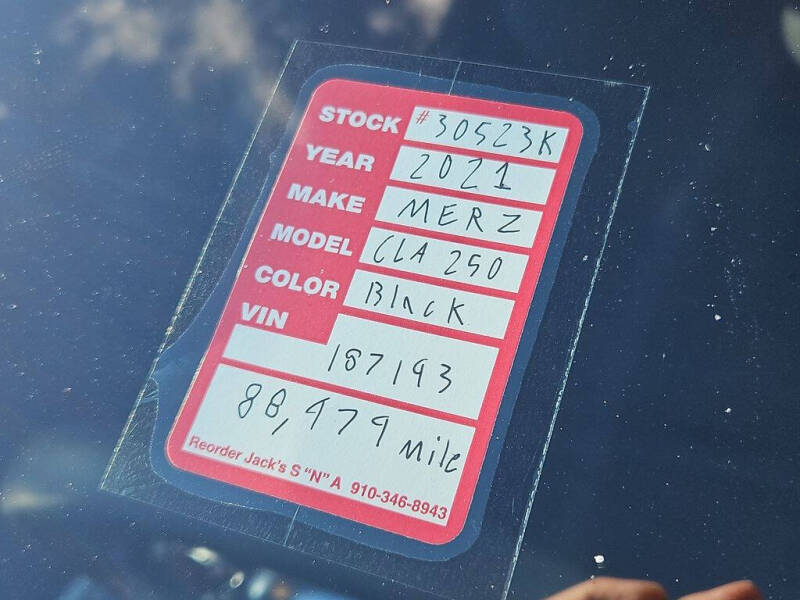 STOCK #30523K
YEAR 2021
MAKE MERZ
MODEL CLA 250
COLOR Black
VIN
187193
88,979 mile
Reorder Jack's S "N" A 910-346-8943